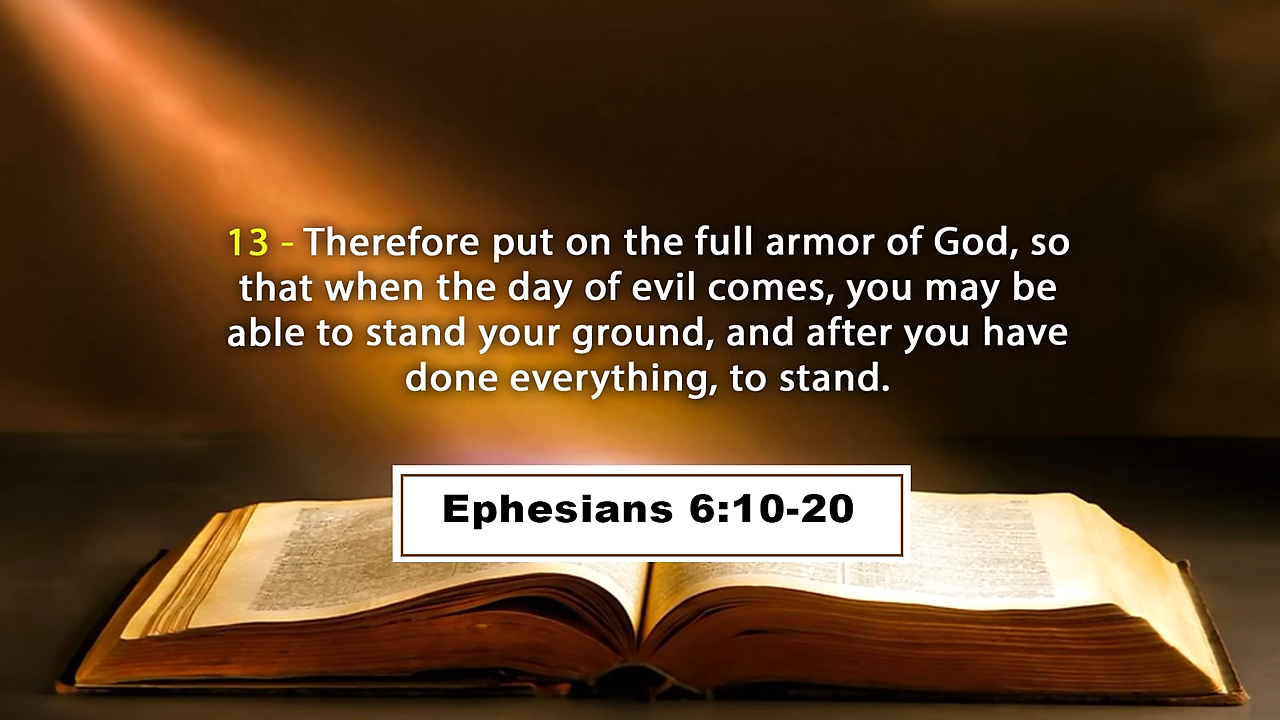 13 - Therefore put on the full armor of God, so
that when the day of evil comes, you may be
able to stand your ground, and after you have
done everything, to stand.
Ephesians 6:10-20